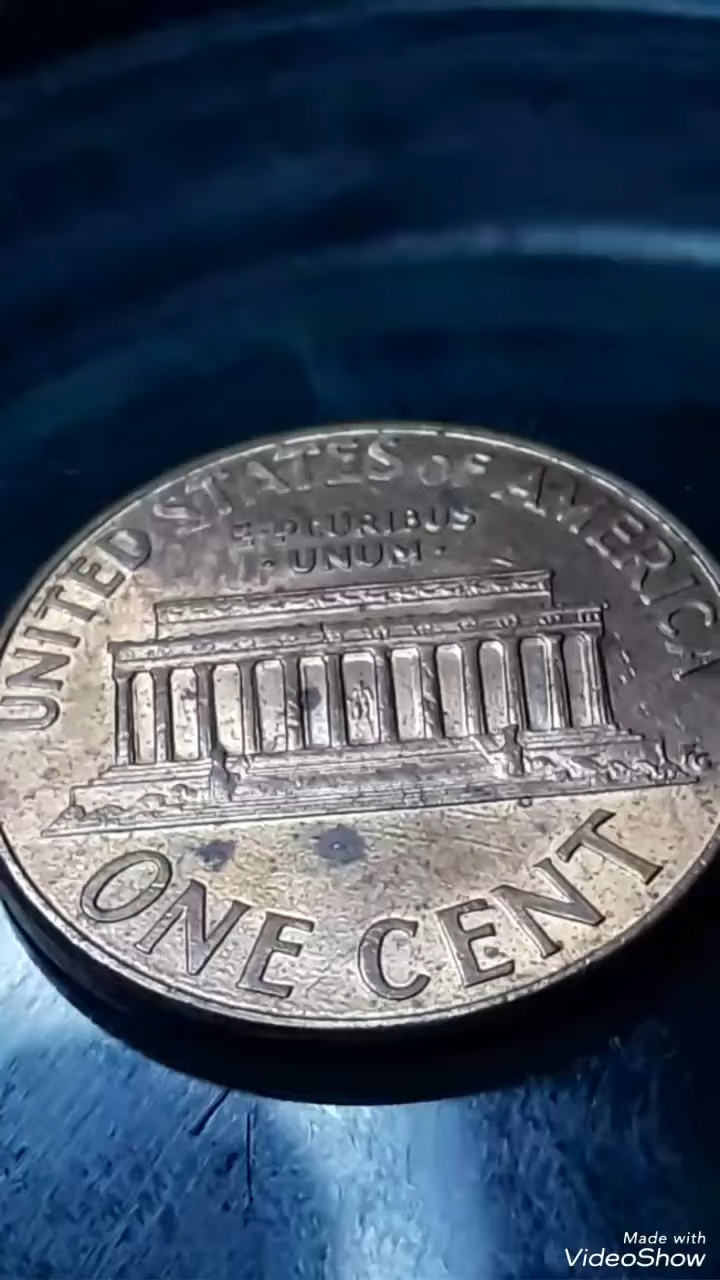 UNITED STATES OF AMERICA
E·PLURIBUS
·UNUM·
ONE CENT
Made with
VideoShow